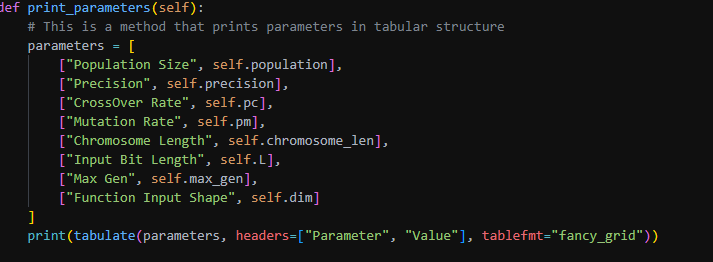 def print_parameters(self):
    # This is a method that prints parameters in tabular structure
    parameters = [
        ["Population Size", self.population],
        ["Precision", self.precision],
        ["CrossOver Rate", self.pc],
        ["Mutation Rate", self.pm],
        ["Chromosome Length", self.chromosome_len],
        ["Input Bit Length", self.L],
        ["Max Gen", self.max_gen],
        ["Function Input Shape", self.dim]
    ]
    print(tabulate(parameters, headers=["Parameter", "Value"], tablefmt="fancy_grid"))